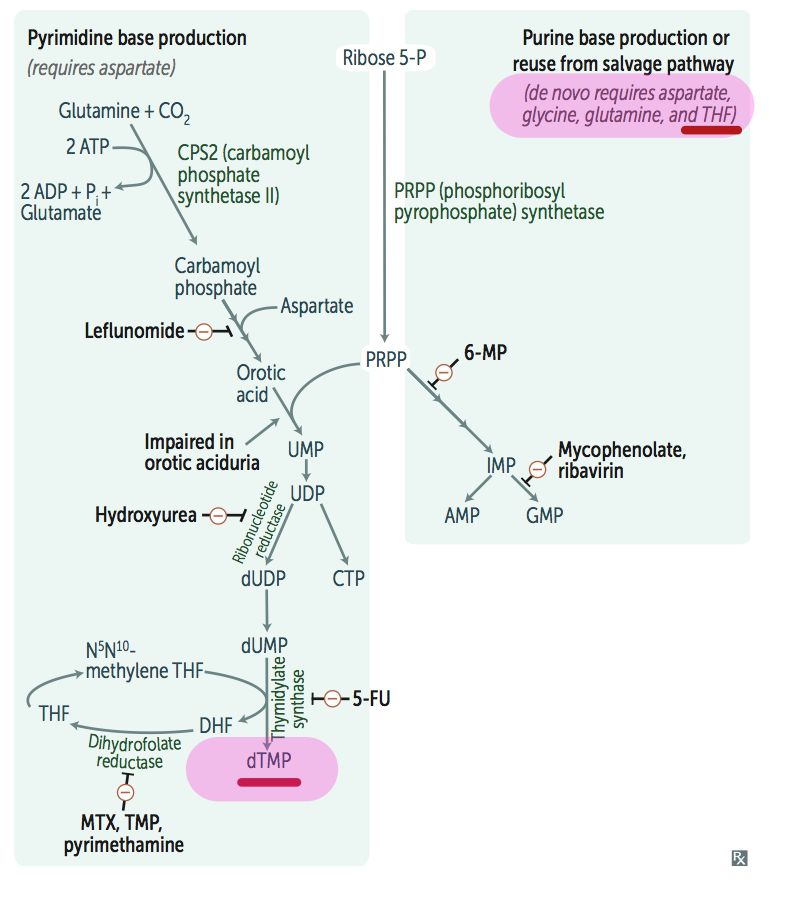 Pyrimidine base production
(requires aspartate)
Glutamine + CO2
2 ATP
2 ADP + Pi +
Glutamate
CPS2 (carbamoyl
phosphate
synthetase II)
Carbamoyl
phosphate
Aspartate
Leflunomide
Orotic
acid
Impaired in
orotic aciduria
UMP
UDP
Hydroxyurea
Ribonucleotide
reductase
dUDP
CTP
dUMP
N5N10-
methylene THF
THF
DHF
Thymidylate
synthase
5-FU
Dihydrofolate
reductase
dTMP
MTX, TMP,
pyrimethamine
Ribose 5-P
Purine base production or
reuse from salvage pathway
(de novo requires aspartate,
glycine, glutamine, and THF)
PRPP (phosphoribosyl
pyrophosphate) synthetase
PRPP
6-MP
IMP
Mycophenolate,
ribavirin
AMP
GMP
Rx